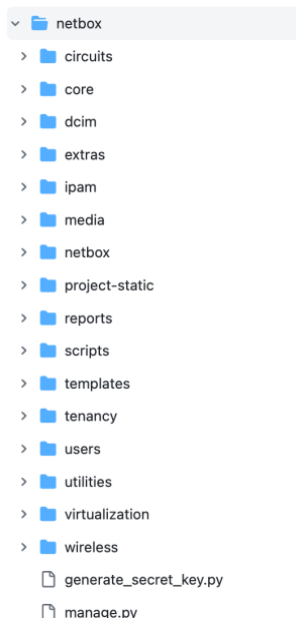 netbox
circuits
core
dcim
extras
ipam
media
netbox
project-static
reports
scripts
templates
tenancy
users
utilities
virtualization
wireless
generate_secret_key.py
manage.py